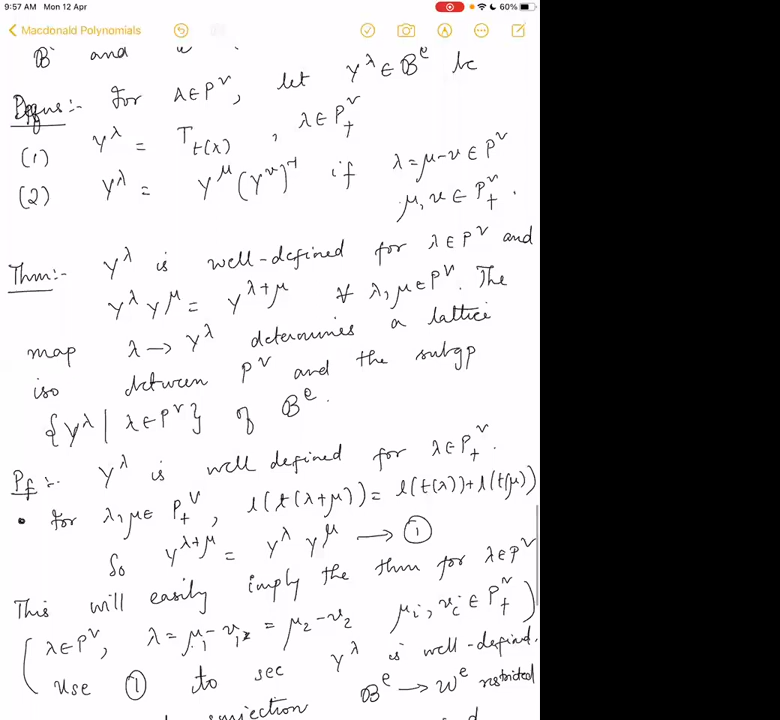 9:57 AM Mon 12 Apr
60%
Macdonald Polynomials
B and
Defns:- For λ∈P^∨, let Y^λ ∈ B^e be
(1) Y^λ = T_{t(λ)} , λ∈P^∨_+
(2) Y^λ = Y^μ (Y^ν)^{-1} if λ=μ-ν∈P^∨
μ,ν∈P^∨_+.
Thm:- Y^λ is well-defined for λ∈P^∨ and
Y^λ Y^μ = Y^{λ+μ} ∀ λ,μ∈P^∨. The
map λ→Y^λ determines a lattice
iso between P^∨ and the subgp
{Y^λ | λ∈P^∨} of B^e.
Pf:- Y^λ is well defined for λ∈P^∨_+.
• For λ,μ∈P^∨_+, l(t(λ+μ)) = l(t(λ))+l(t(μ))
So Y^{λ+μ} = Y^λ Y^μ → ①
This will easily imply the thm for λ∈P^∨
(λ∈P^∨, λ=μ_1-ν_1 = μ_2-ν_2 μ_i,ν_i∈P^∨_+)
Use ① to see Y^λ is well-defined.
surjection B^e → W^e restricted